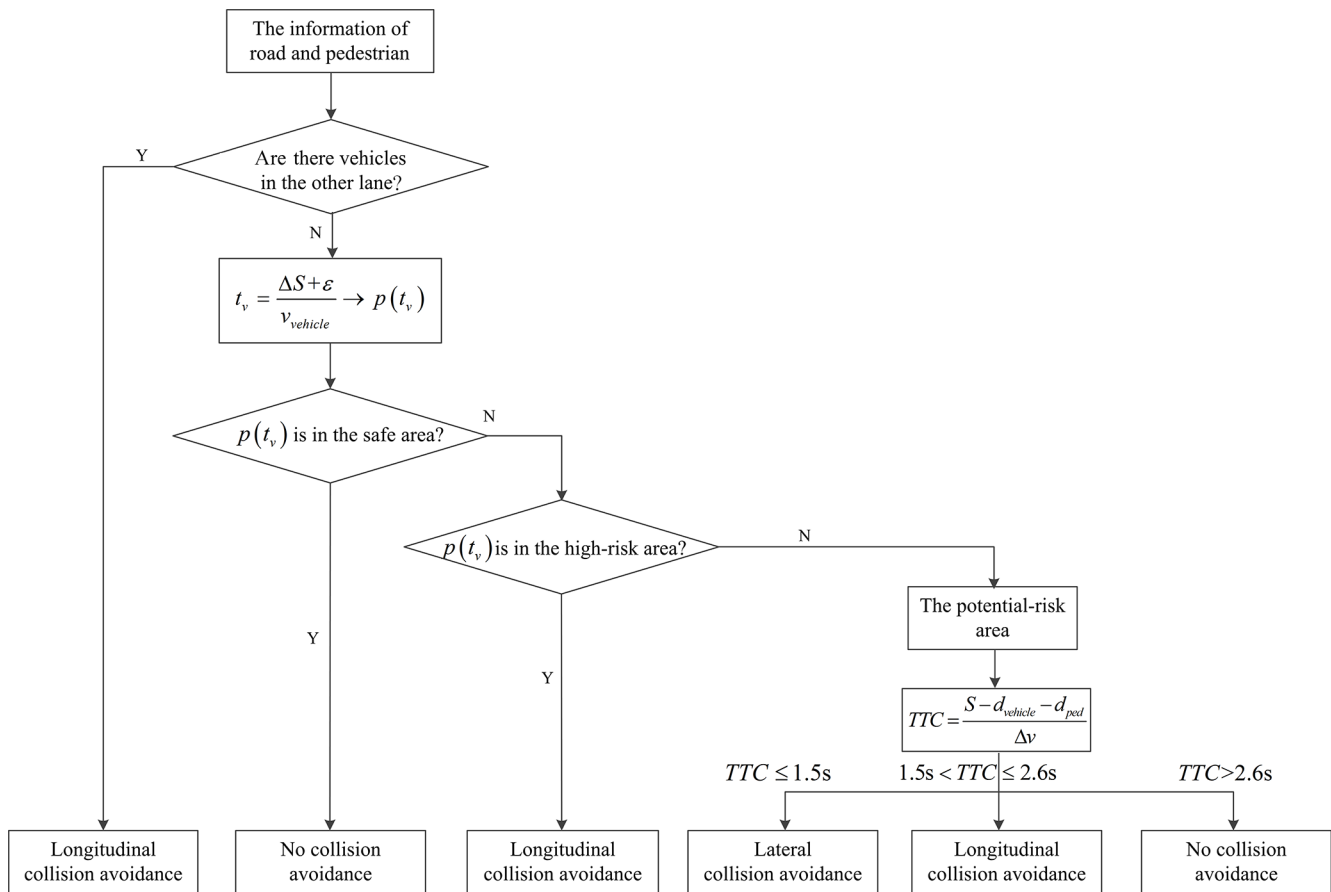 The information of
road and pedestrian
Y
Are there vehicles
in the other lane?
N
t_v = (ΔS+ε)/v_vehicle → p(t_v)
p(t_v) is in the safe area?
N
p(t_v) is in the high-risk area?
N
The potential-risk
area
Y
Y
TTC = (S − d_vehicle − d_ped)/Δv
TTC ≤ 1.5s
1.5s < TTC ≤ 2.6s
TTC>2.6s
Longitudinal
collision avoidance
No collision
avoidance
Longitudinal
collision avoidance
Lateral
collision avoidance
Longitudinal
collision avoidance
No collision
avoidance